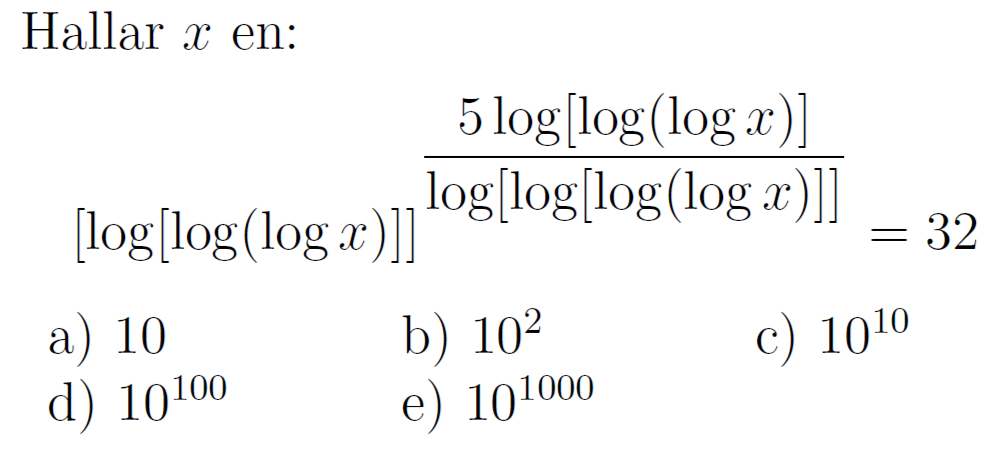 Hallar x en:
[log[log(log x)]]^{\frac{5 log[log(log x)]}{log[log[log(log x)]]}} = 32
a) 10 b) 10^2 c) 10^{10}
d) 10^{100} e) 10^{1000}